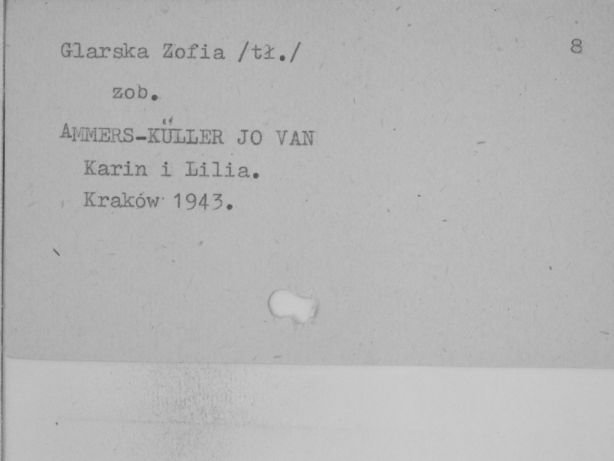 Glarska Zofia /tł./ 8
zob.
AMMERS-KÜLLER JO VAN
Karin i Lilia.
Kraków 1943.